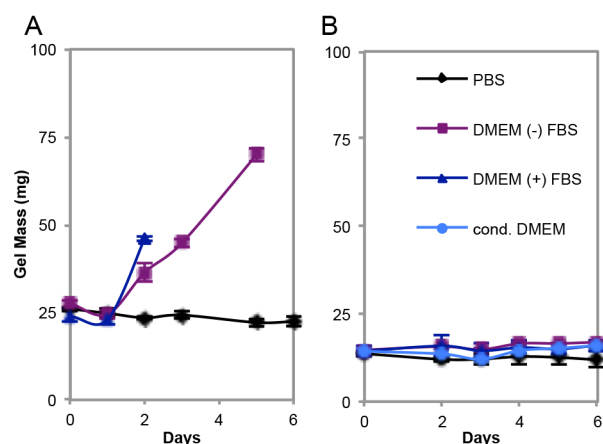 A
B
100
75
50
25
0
Gel Mass (mg)
0
2
4
6
Days
100
75
50
25
0
0
2
4
6
Days
PBS
DMEM (-) FBS
DMEM (+) FBS
cond. DMEM